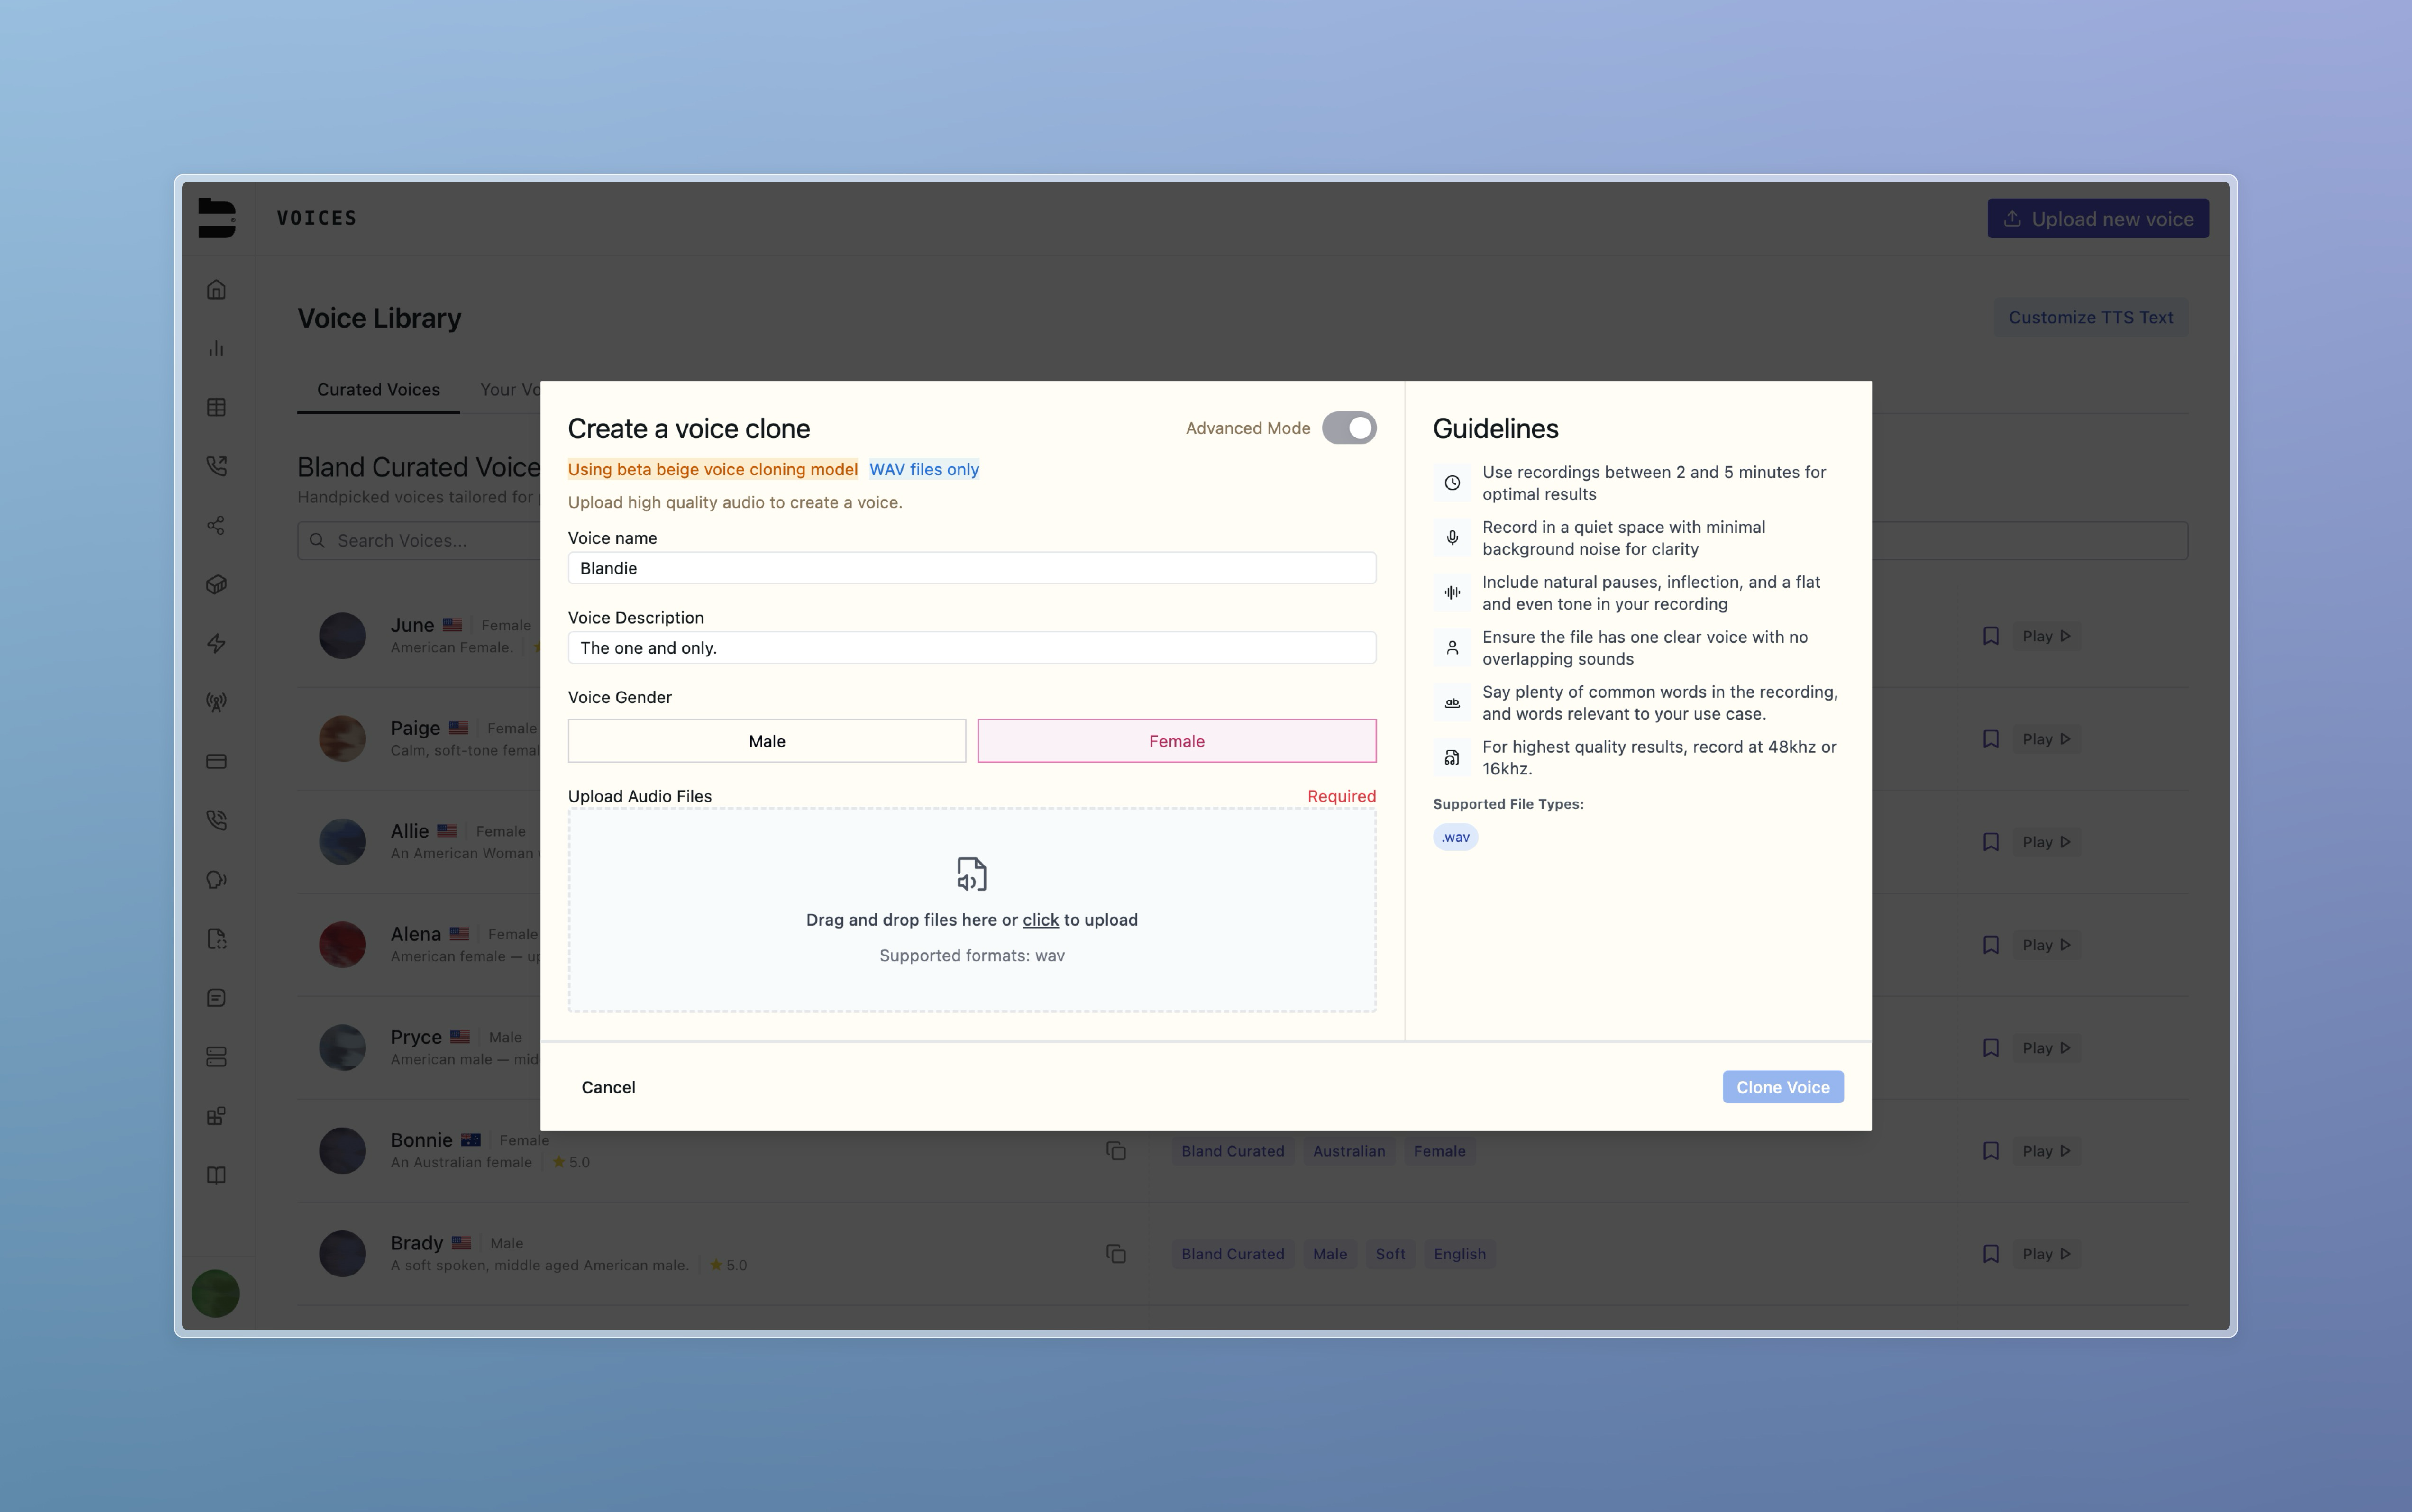 VOICES
Upload new voice
Voice Library
Customize TTS Text
Curated Voices
Your Vo
Bland Curated Voice
Handpicked voices tailored for
Search Voices...
June Female
American Female.
Play
Paige Female
Calm, soft-tone femal
Play
Allie Female
An American Woman
Play
Alena Female
American female — up
Play
Pryce Male
American male — mid
Play
Bonnie Female
An Australian female 5.0
Bland Curated Australian Female
Play
Brady Male
A soft spoken, middle aged American male. 5.0
Bland Curated Male Soft English
Play
Create a voice clone
Advanced Mode
Using beta beige voice cloning model WAV files only
Upload high quality audio to create a voice.
Voice name
Blandie
Voice Description
The one and only.
Voice Gender
Male
Female
Upload Audio Files
Required
Drag and drop files here or click to upload
Supported formats: wav
Guidelines
Use recordings between 2 and 5 minutes for
optimal results
Record in a quiet space with minimal
background noise for clarity
Include natural pauses, inflection, and a flat
and even tone in your recording
Ensure the file has one clear voice with no
overlapping sounds
ab
Say plenty of common words in the recording,
and words relevant to your use case.
For highest quality results, record at 48khz or
16khz.
Supported File Types:
.wav
Cancel
Clone Voice